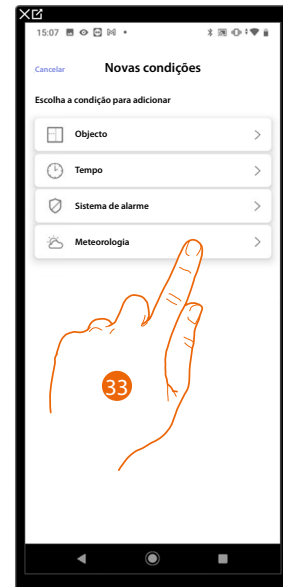 15:07
Cancelar Novas condições
Escolha a condição para adicionar
Objecto
Tempo
Sistema de alarme
Meteorologia
33